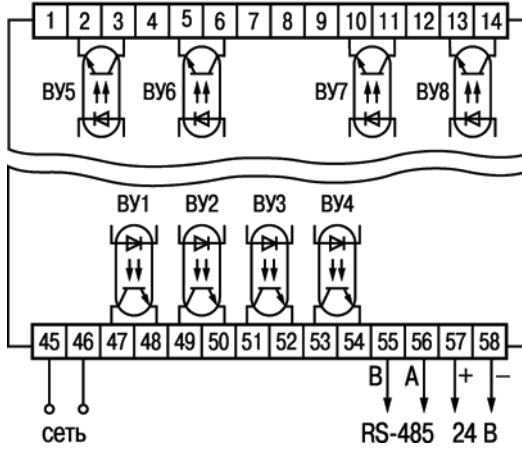 1 2 3 4 5 6 7 8 9 10 11 12 13 14
ВУ5 ВУ6 ВУ7 ВУ8
ВУ1 ВУ2 ВУ3 ВУ4
45 46 47 48 49 50 51 52 53 54 55 56 57 58
B A + −
сеть RS-485 24 В